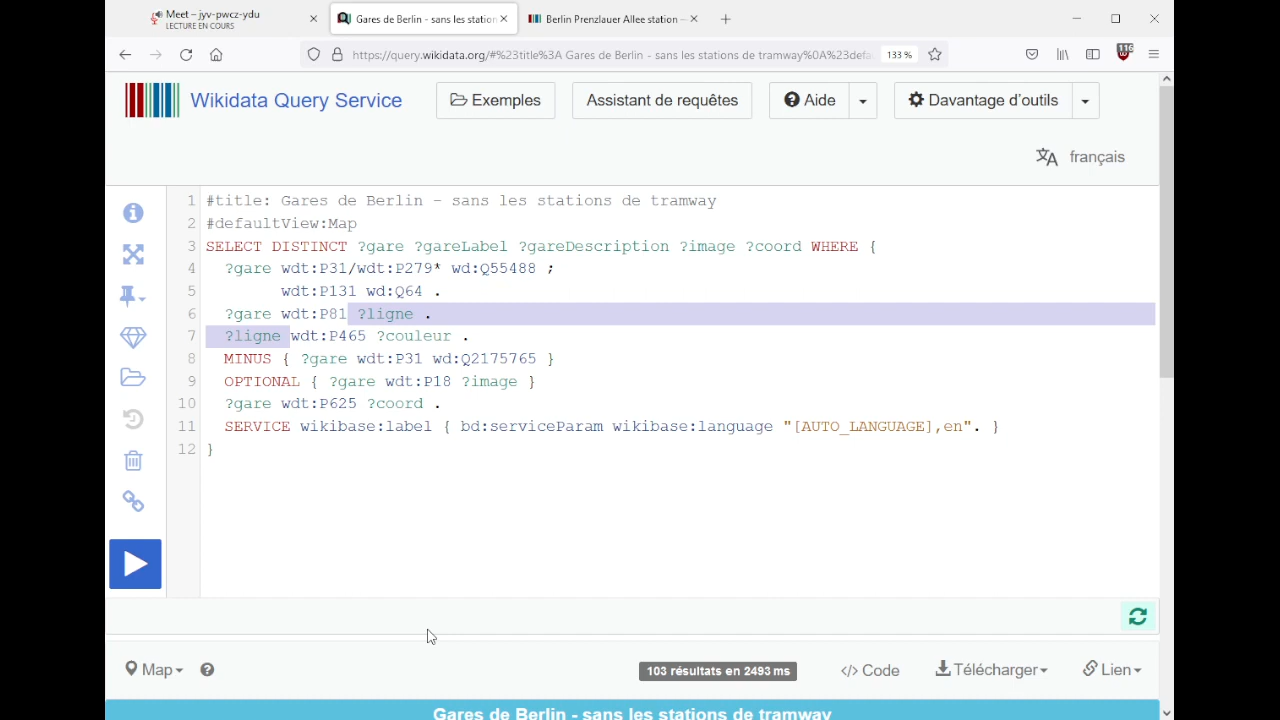 Meet – jyv-pwcz-ydu
LECTURE EN COURS
Gares de Berlin - sans les station
Berlin Prenzlauer Allee station –
https://query.wikidata.org/#%23title%3A Gares de Berlin - sans les stations de tramway%0A%23defa
133 %
116
Wikidata Query Service
Exemples
Assistant de requêtes
Aide
Davantage d'outils
français
1 #title: Gares de Berlin - sans les stations de tramway
2 #defaultView:Map
3 SELECT DISTINCT ?gare ?gareLabel ?gareDescription ?image ?coord WHERE {
4 ?gare wdt:P31/wdt:P279* wd:Q55488 ;
5 wdt:P131 wd:Q64 .
6 ?gare wdt:P81 ?ligne .
7 ?ligne wdt:P465 ?couleur .
8 MINUS { ?gare wdt:P31 wd:Q2175765 }
9 OPTIONAL { ?gare wdt:P18 ?image }
10 ?gare wdt:P625 ?coord .
11 SERVICE wikibase:label { bd:serviceParam wikibase:language "[AUTO_LANGUAGE],en". }
12 }
Map
103 résultats en 2493 ms
</> Code
Télécharger
Lien
Gares de Berlin - sans les stations de tramway